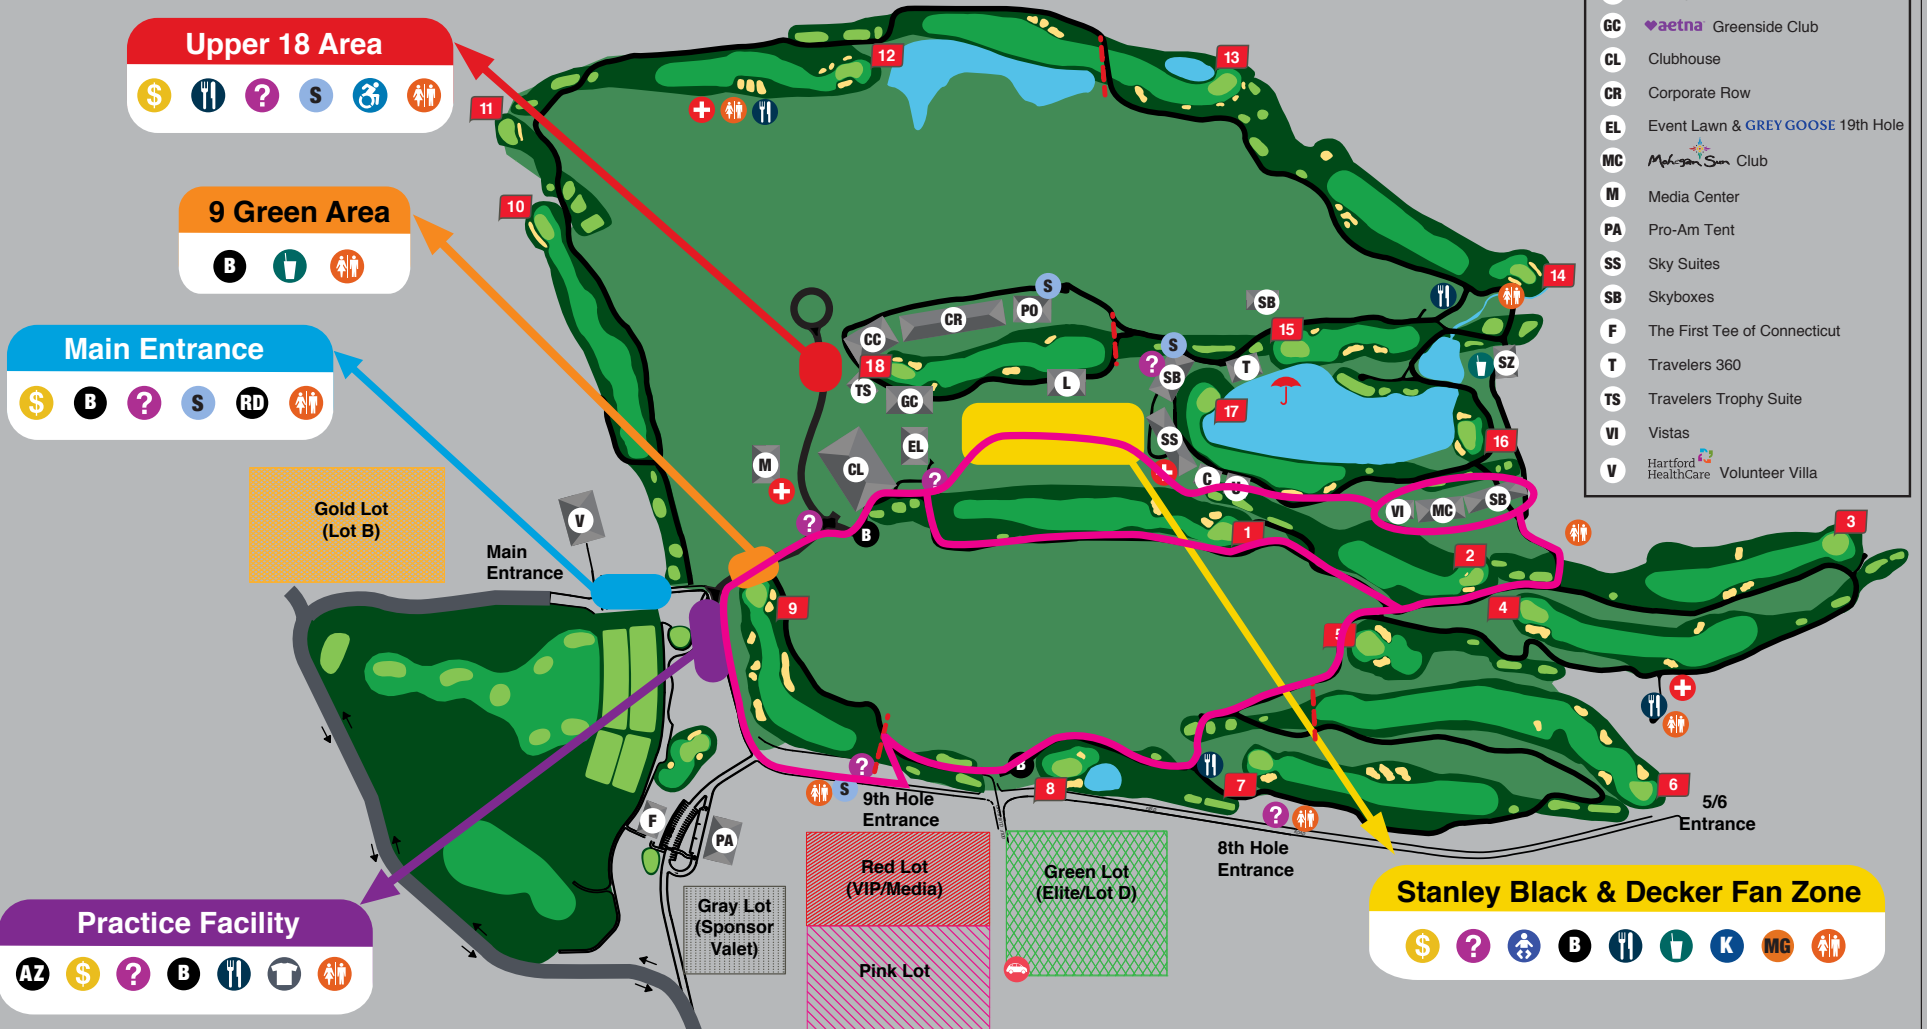 Upper 18 Area
$
?
S
9 Green Area
B
Main Entrance
$
B
?
S
RD
Gold Lot
(Lot B)
Main
Entrance
V
M
?
B
CL
EL
?
GC
TS
18
CC
CR
PO
S
L
10
11
12
13
14
15
SB
S
?
SB
T
17
SS
C
SZ
16
VI
MC
SB
1
2
3
4
5
6
7
8
9
B
?
S
9th Hole
Entrance
?
8th Hole
Entrance
5/6
Entrance
F
PA
Gray Lot
(Sponsor
Valet)
Red Lot
(VIP/Media)
Pink Lot
Green Lot
(Elite/Lot D)
Practice Facility
AZ
$
?
B
Stanley Black & Decker Fan Zone
$
?
B
K
MG
GC aetna Greenside Club
CL Clubhouse
CR Corporate Row
EL Event Lawn & GREY GOOSE 19th Hole
MC Mohegan Sun Club
M Media Center
PA Pro-Am Tent
SS Sky Suites
SB Skyboxes
F The First Tee of Connecticut
T Travelers 360
TS Travelers Trophy Suite
VI Vistas
V Hartford HealthCare Volunteer Villa